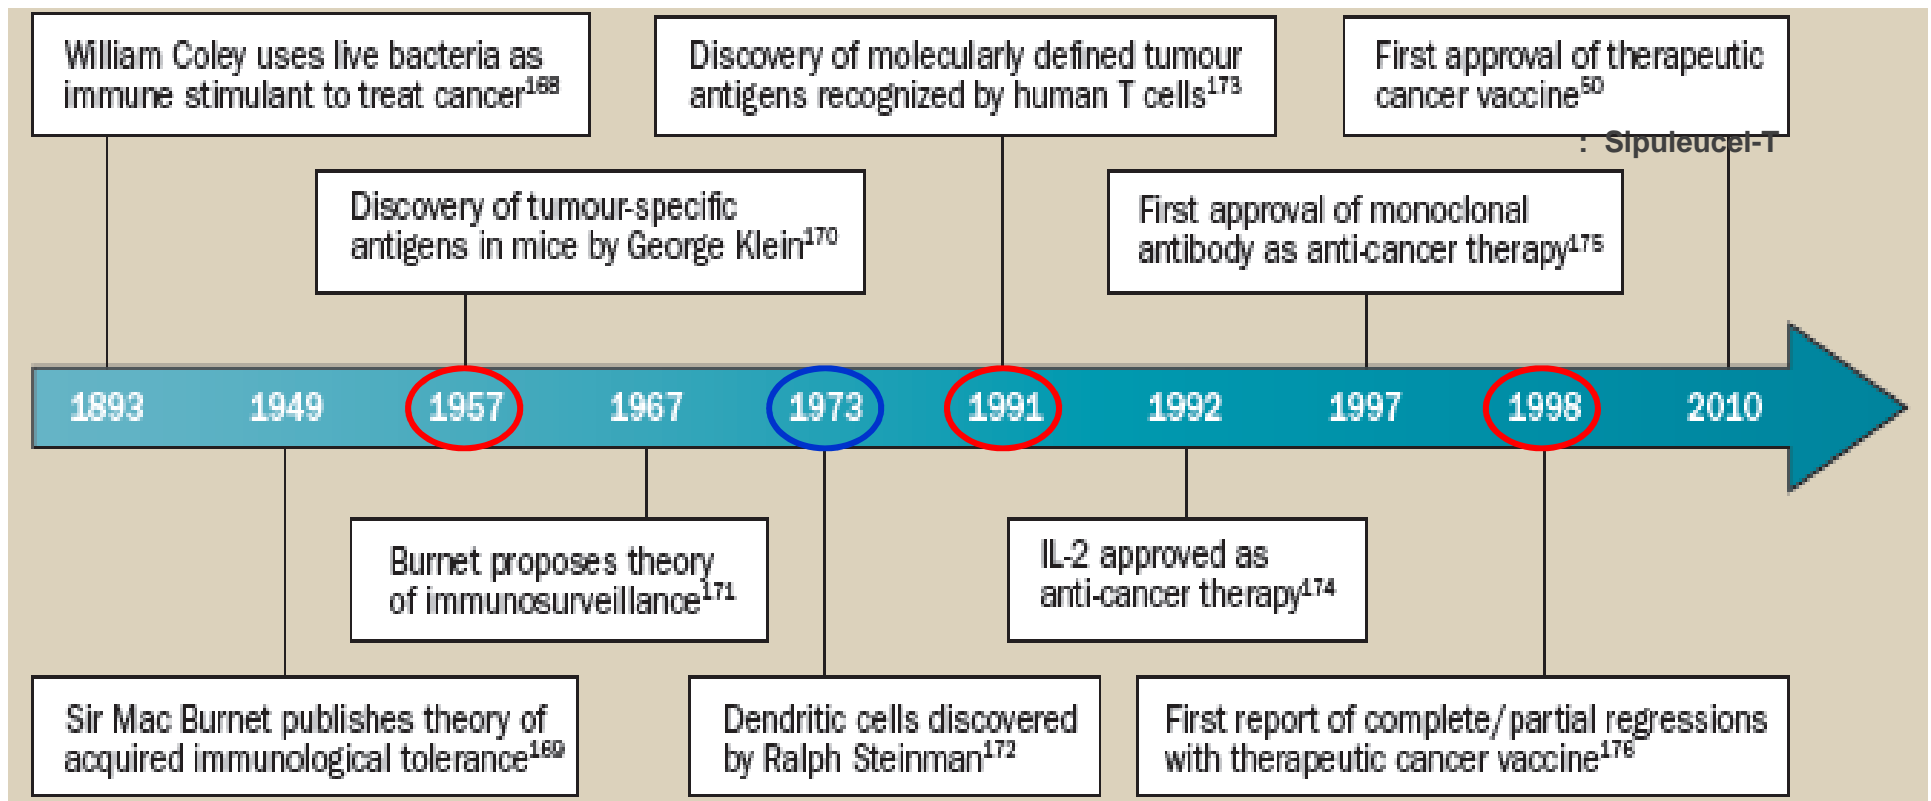 William Coley uses live bacteria as
immune stimulant to treat cancer¹⁶⁸
Discovery of molecularly defined tumour
antigens recognized by human T cells¹⁷³
First approval of therapeutic
cancer vaccine⁵⁰
: Sipuleucel-T
Discovery of tumour-specific
antigens in mice by George Klein¹⁷⁰
First approval of monoclonal
antibody as anti-cancer therapy¹⁷⁵
1893 1949 1957 1967 1973 1991 1992 1997 1998 2010
Burnet proposes theory
of immunosurveillance¹⁷¹
IL-2 approved as
anti-cancer therapy¹⁷⁴
Sir Mac Burnet publishes theory of
acquired immunological tolerance¹⁶⁹
Dendritic cells discovered
by Ralph Steinman¹⁷²
First report of complete/partial regressions
with therapeutic cancer vaccine¹⁷⁶